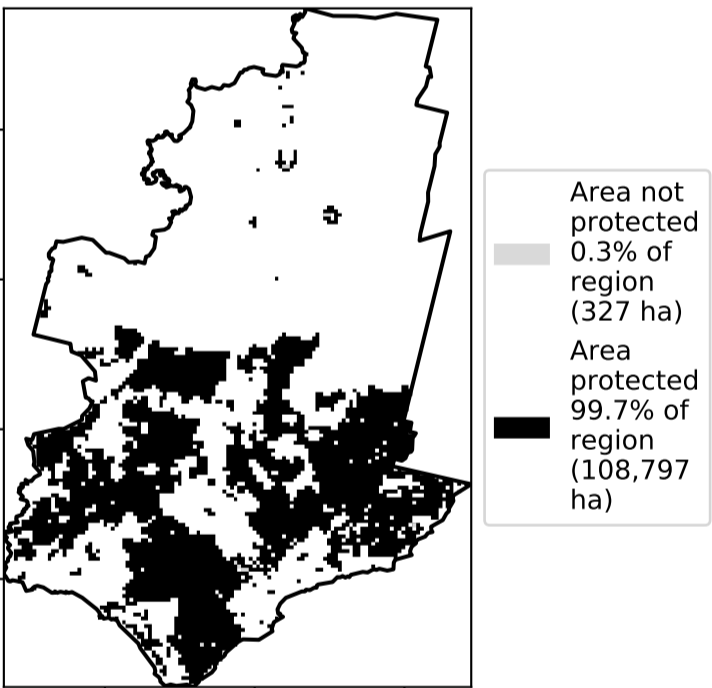 Area not
protected
0.3% of
region
(327 ha)
Area
protected
99.7% of
region
(108,797
ha)